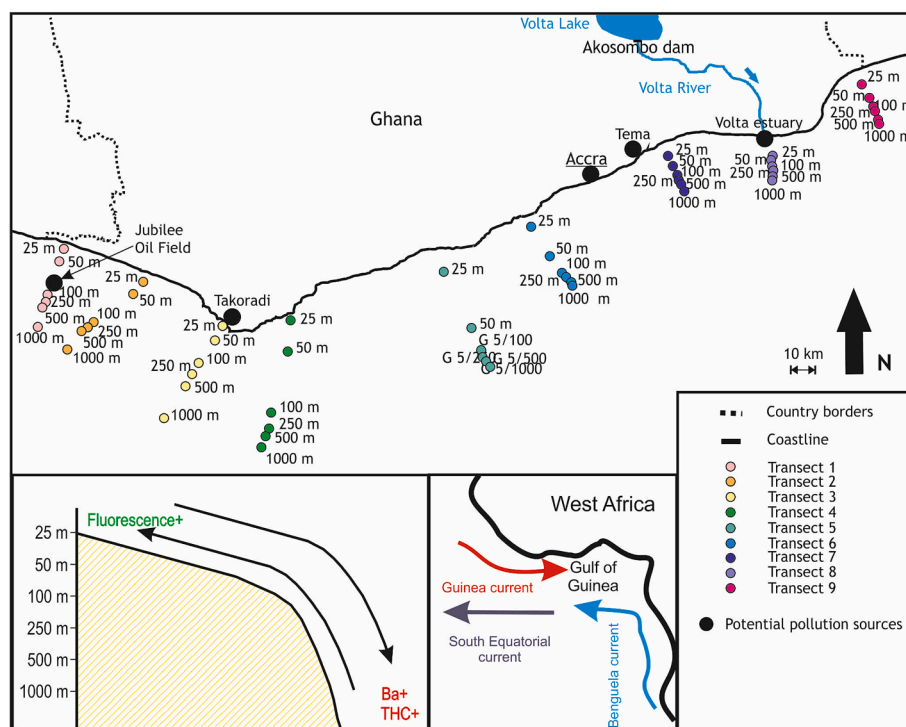 Volta Lake
Akosombo dam
Volta River
Ghana
Volta estuary
Tema
Accra
25 m
50 m
100 m
250 m
500 m
1000 m
25 m
50 m
100 m
250 m
500 m
1000 m
25 m
50 m
100 m
250 m
500 m
1000 m
25 m
50 m
100 m
250 m
500 m
1000 m
25 m
50 m
G 5/100
G 5/500
G 5/1000
Jubilee
Oil Field
25 m
50 m
100 m
250 m
500 m
1000 m
25 m
50 m
100 m
250 m
500 m
1000 m
Takoradi
25 m
50 m
100 m
250 m
500 m
1000 m
25 m
50 m
100 m
250 m
500 m
1000 m
10 km
N
Country borders
Coastline
Transect 1
Transect 2
Transect 3
Transect 4
Transect 5
Transect 6
Transect 7
Transect 8
Transect 9
Potential pollution sources
Fluorescence+
25 m
50 m
100 m
250 m
500 m
1000 m
Ba+
THC+
West Africa
Gulf of
Guinea
Guinea current
South Equatorial
current
Benguela current